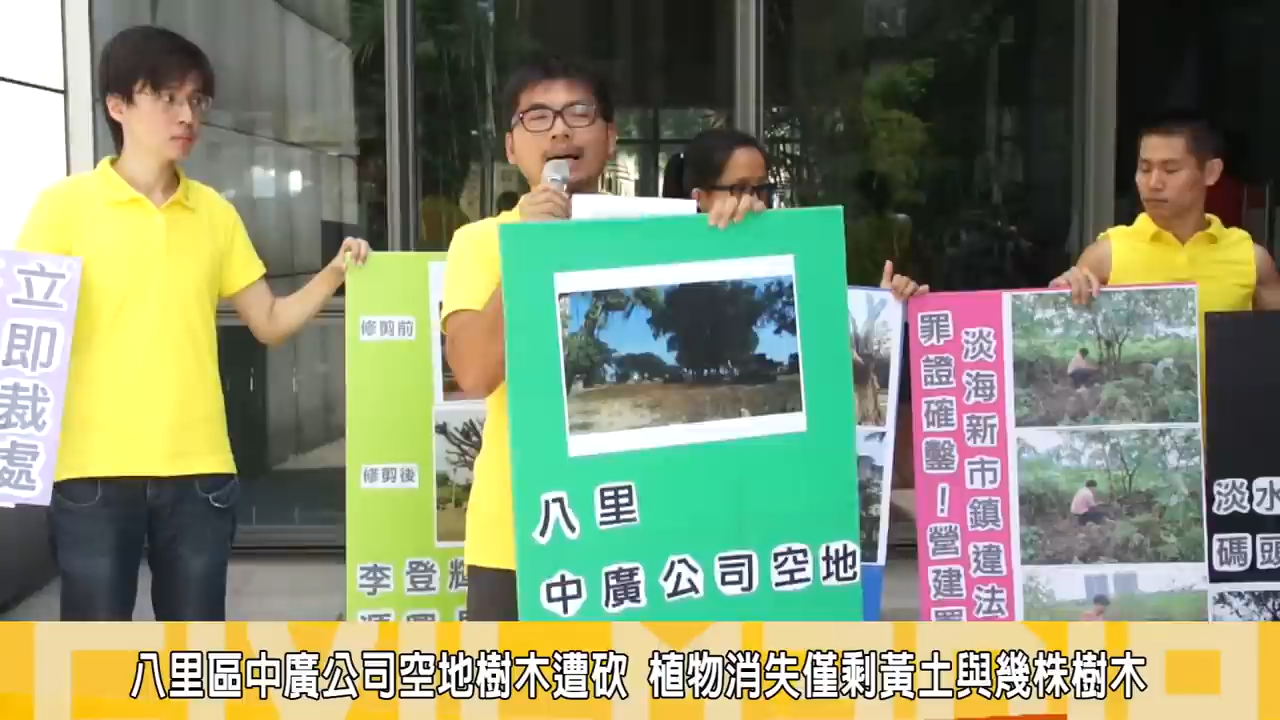 立即裁處
修剪前
修剪後
李登輝
八里
中廣公司空地
淡海新市鎮違法
罪證確鑿！營建署
淡水
碼頭
八里區中廣公司空地樹木遭砍 植物消失僅剩黃土與幾株樹木